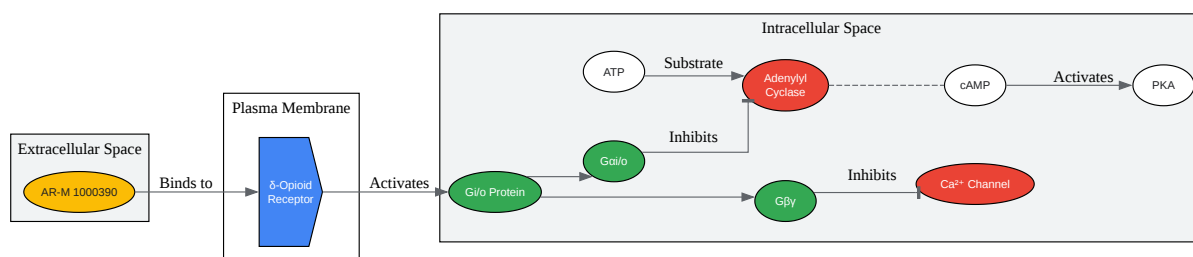 Intracellular Space
ATP
Substrate
Adenylyl
Cyclase
cAMP
Activates
PKA
Plasma Membrane
Extracellular Space
Inhibits
Gαi/o
AR-M 1000390
Binds to
δ-Opioid
Receptor
Activates
Gi/o Protein
Gβγ
Inhibits
Ca²⁺ Channel